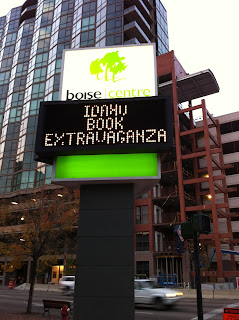 boise centre
IDAHO
BOOK
EXTRAVAGANZA